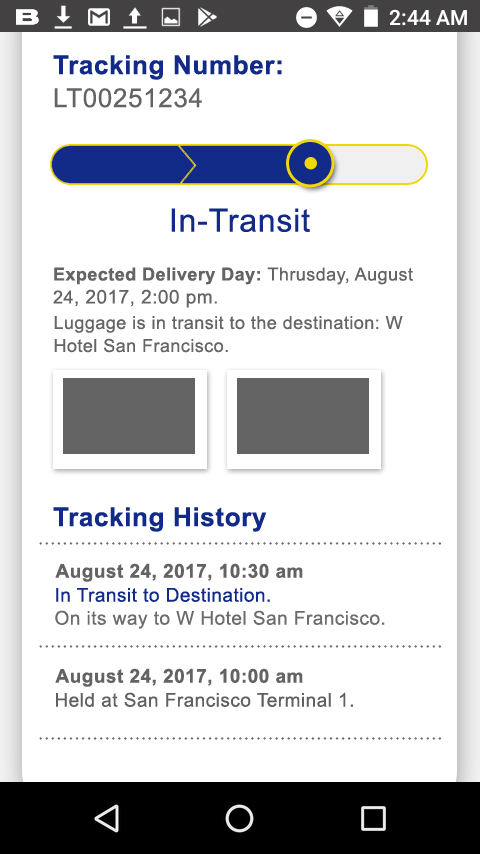 2:44 AM
Tracking Number:
LT00251234
In-Transit
Expected Delivery Day: Thrusday, August
24, 2017, 2:00 pm.
Luggage is in transit to the destination: W
Hotel San Francisco.
Tracking History
August 24, 2017, 10:30 am
In Transit to Destination.
On its way to W Hotel San Francisco.
August 24, 2017, 10:00 am
Held at San Francisco Terminal 1.